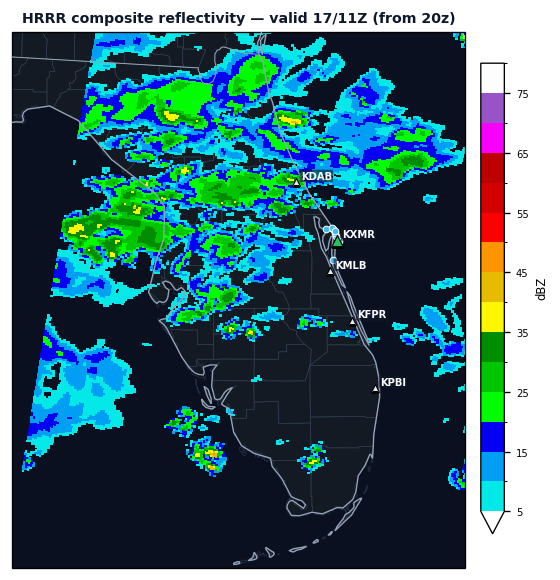 HRRR composite reflectivity — valid 17/11Z (from 20z)
KDAB
KXMR
KMLB
KFPR
KPBI
75
65
55
45
35
25
15
5
dBZ